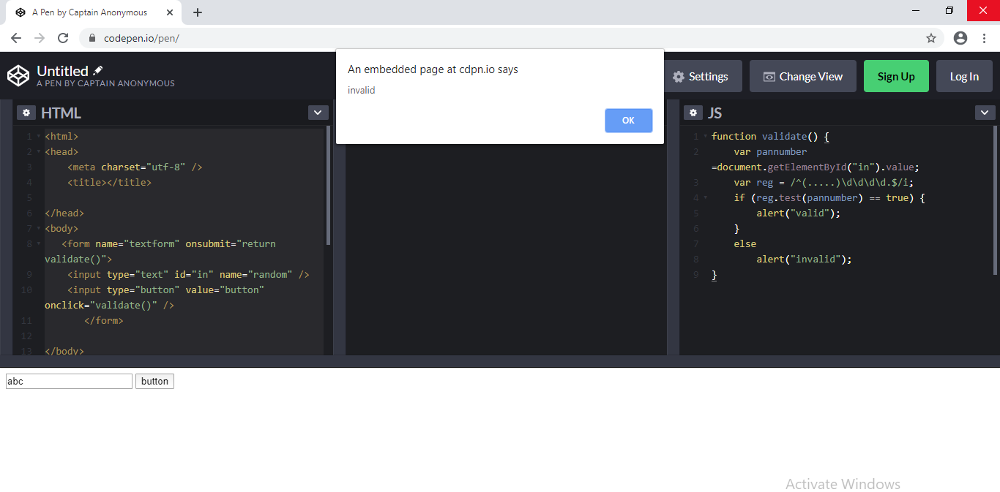 A Pen by Captain Anonymous
codepen.io/pen/
Untitled
A PEN BY CAPTAIN ANONYMOUS
An embedded page at cdpn.io says
invalid
OK
Settings
Change View
Sign Up
Log In
HTML
1 <html>
2 <head>
3 <meta charset="utf-8" />
4 <title></title>
5
6 </head>
7 <body>
8 <form name="textform" onsubmit="return
validate()">
9 <input type="text" id="in" name="random" />
10 <input type="button" value="button"
onclick="validate()" />
11 </form>
12
13 </body>
JS
1 function validate() {
2 var pannumber
=document.getElementById("in").value;
3 var reg = /^(.....)\d\d\d\d.$/i;
4 if (reg.test(pannumber) == true) {
5 alert("valid");
6 }
7 else
8 alert("invalid");
9 }
abc
button
Activate Windows